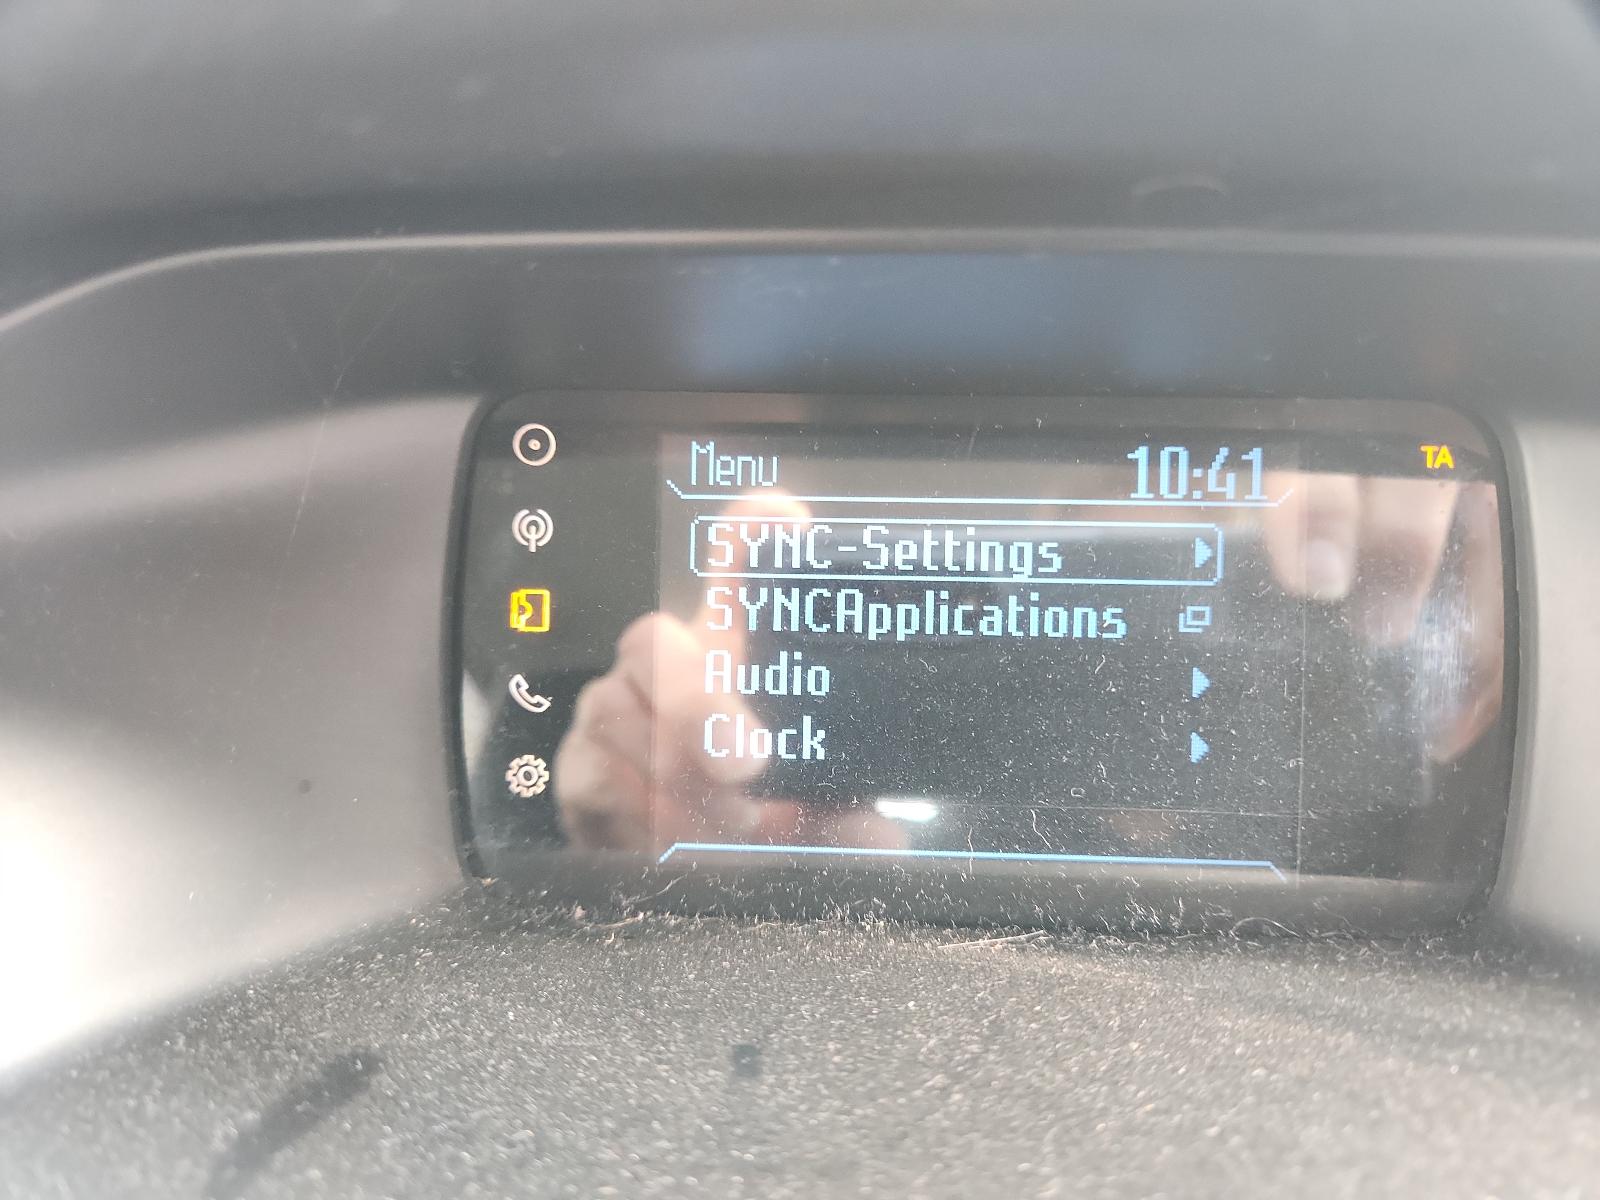 Menu 10:41 TA
SYNC-Settings
SYNCApplications
Audio
Clock